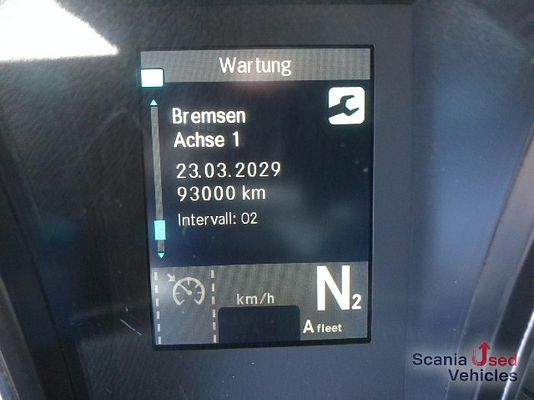 Wartung
Bremsen
Achse 1
23.03.2029
93000 km
Intervall: 02
km/h
N2
A fleet
Scania Used
Vehicles